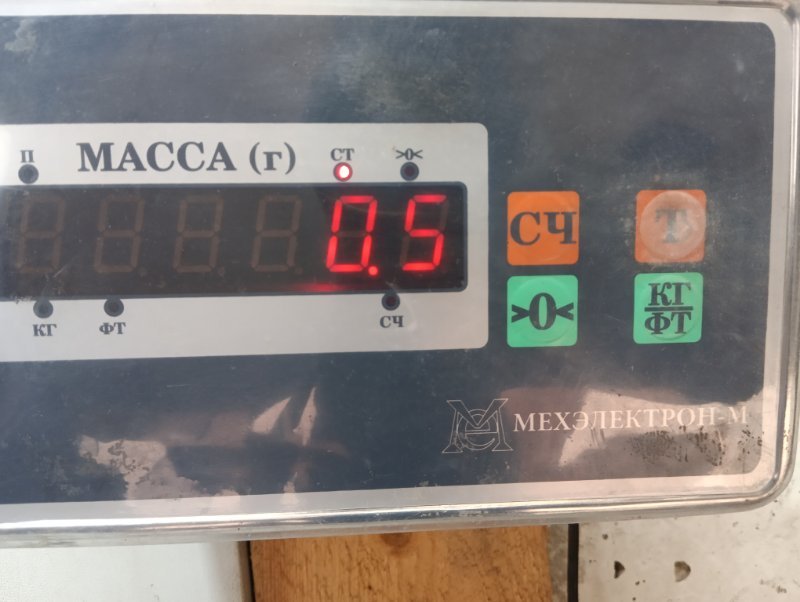 П МАССА (г) СТ >0<
0.5
КГ ФТ СЧ
СЧ Т
>0< КГ/ФТ
МЕХЭЛЕКТРОН-М